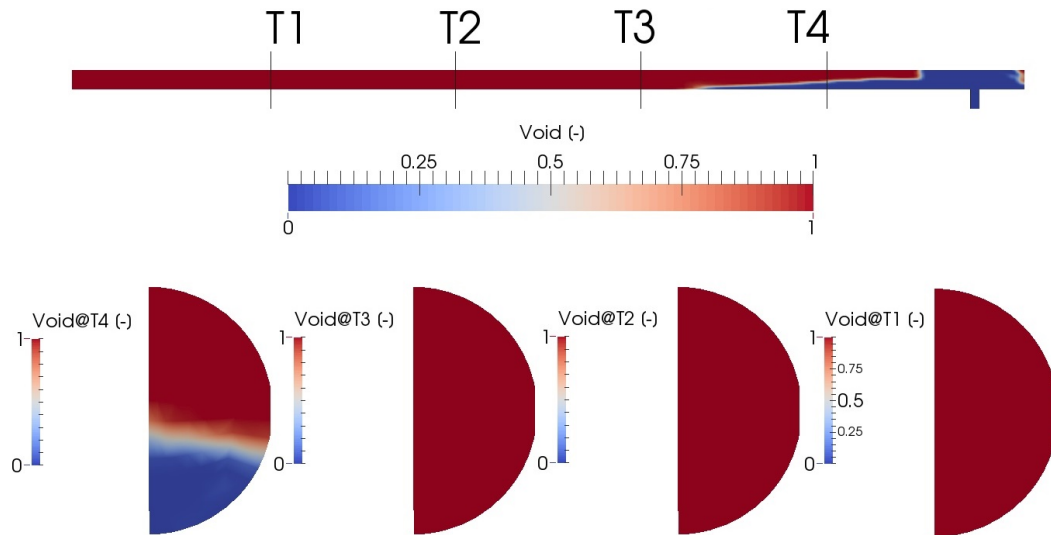 T1 T2 T3 T4
Void (-)
0.25 0.5 0.75 1
0 1
Void@T4 (-) Void@T3 (-) Void@T2 (-) Void@T1 (-)
1 1 1 1
0.75
0.5
0.25
0 0 0 0